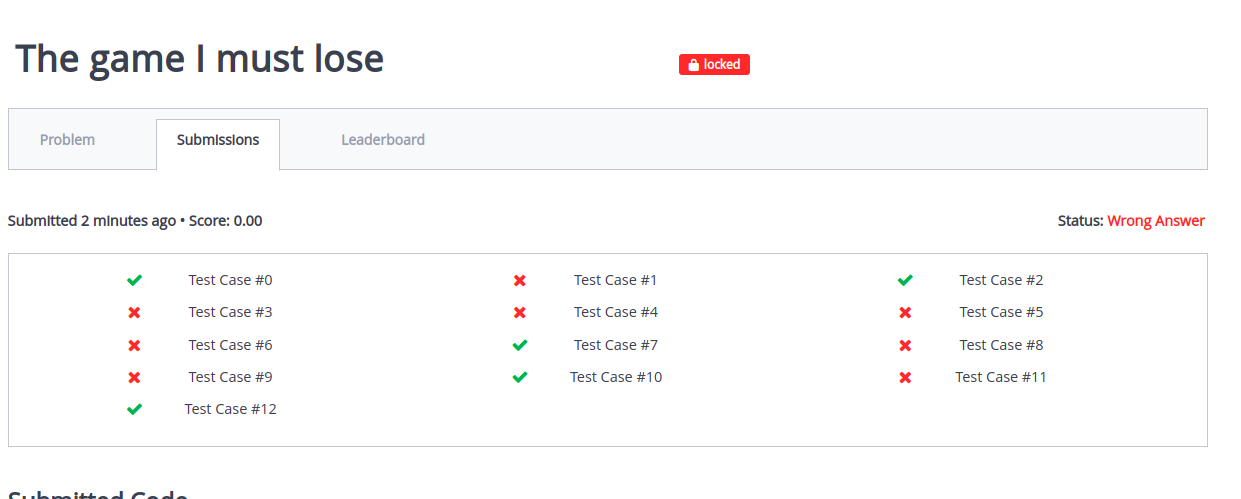 The game I must lose
locked
Problem Submissions Leaderboard
Submitted 2 minutes ago • Score: 0.00 Status: Wrong Answer
Test Case #0 Test Case #1 Test Case #2
Test Case #3 Test Case #4 Test Case #5
Test Case #6 Test Case #7 Test Case #8
Test Case #9 Test Case #10 Test Case #11
Test Case #12
Submitted Code